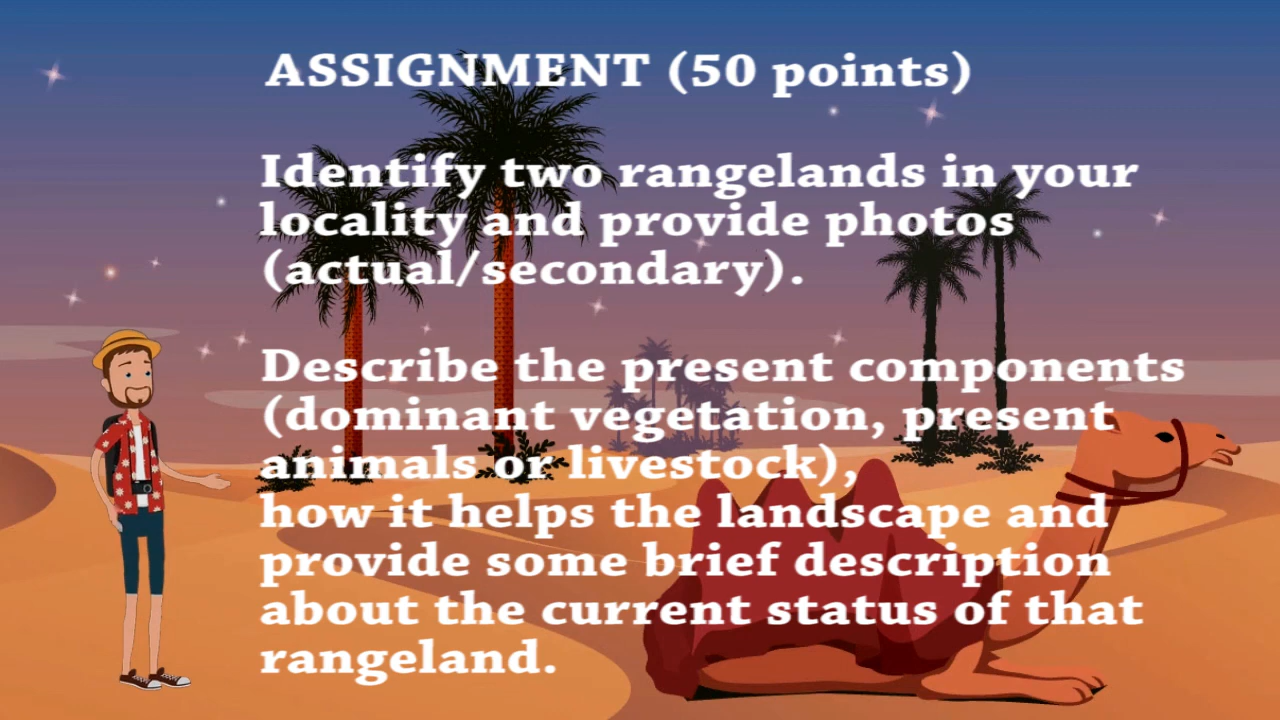 ASSIGNMENT (50 points)
Identify two rangelands in your
locality and provide photos
(actual/secondary).
Describe the present components
(dominant vegetation, present
animals or livestock),
how it helps the landscape and
provide some brief description
about the current status of that
rangeland.